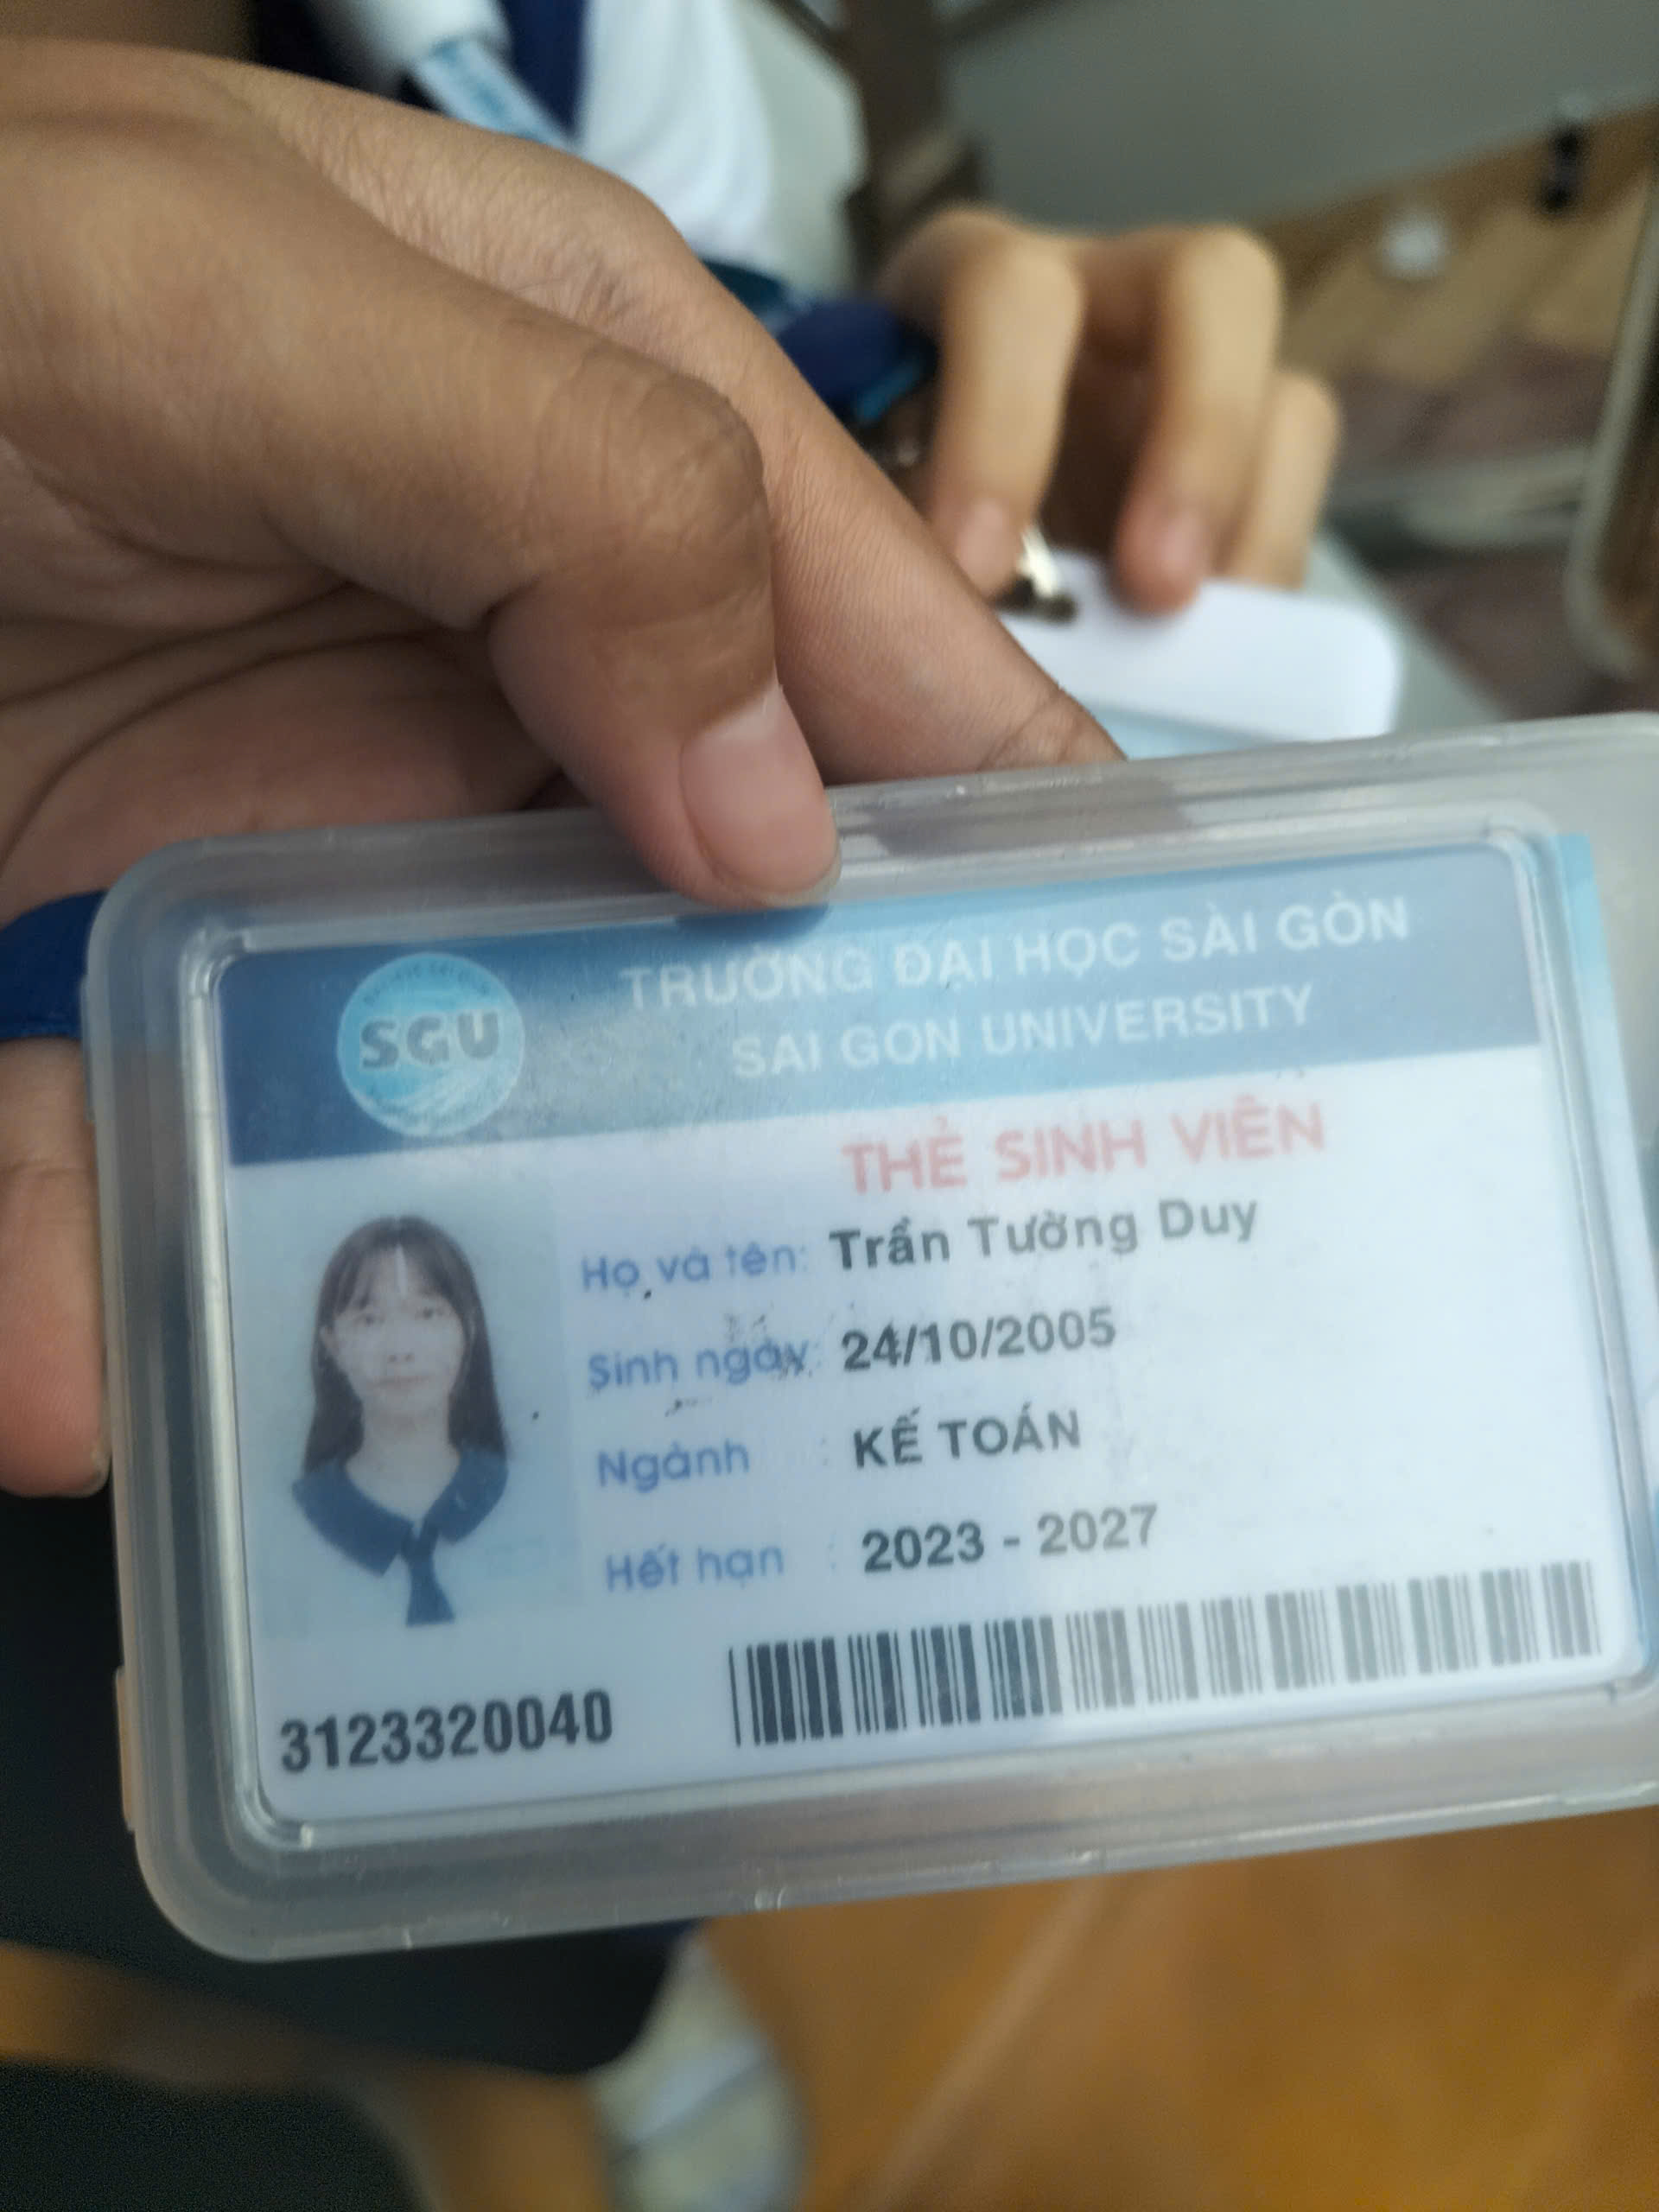 SGU
TRƯỜNG ĐẠI HỌC SÀI GÒN
SAI GON UNIVERSITY
THẺ SINH VIÊN
Họ và tên: Trần Tường Duy
Sinh ngày: 24/10/2005
Ngành : KẾ TOÁN
Hết hạn : 2023 - 2027
3123320040